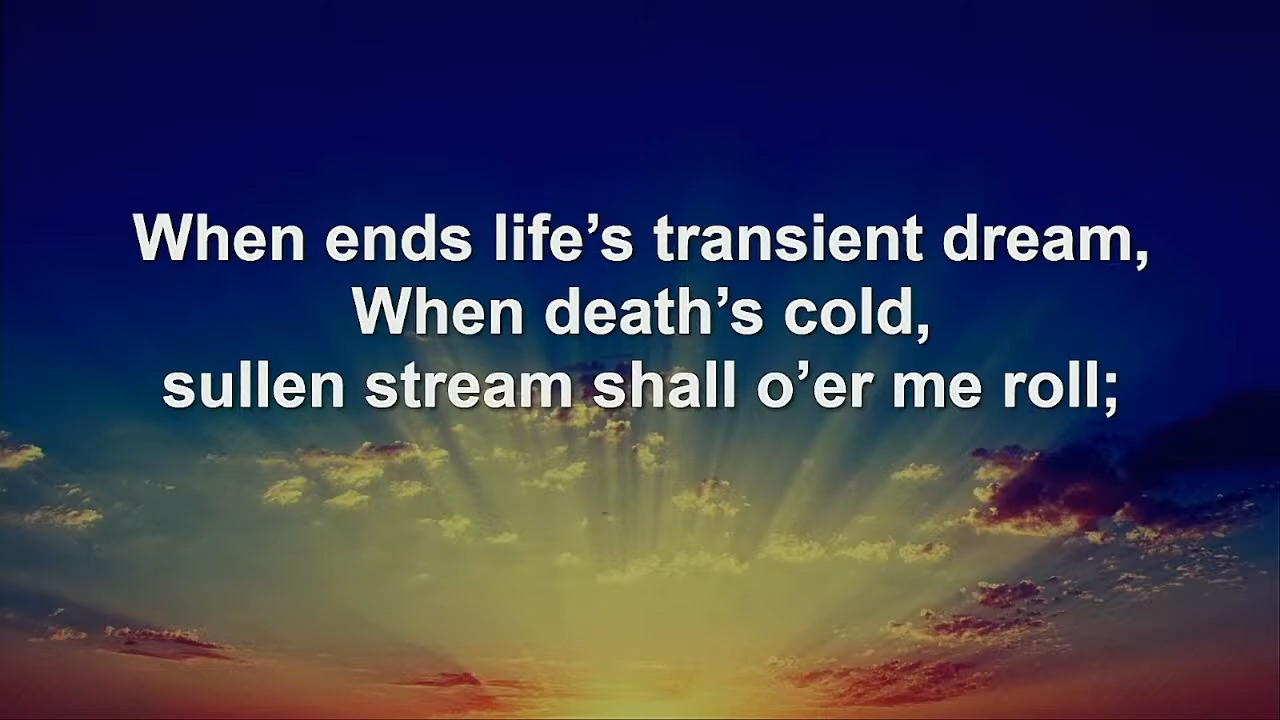 When ends life’s transient dream,
When death’s cold,
sullen stream shall o’er me roll;